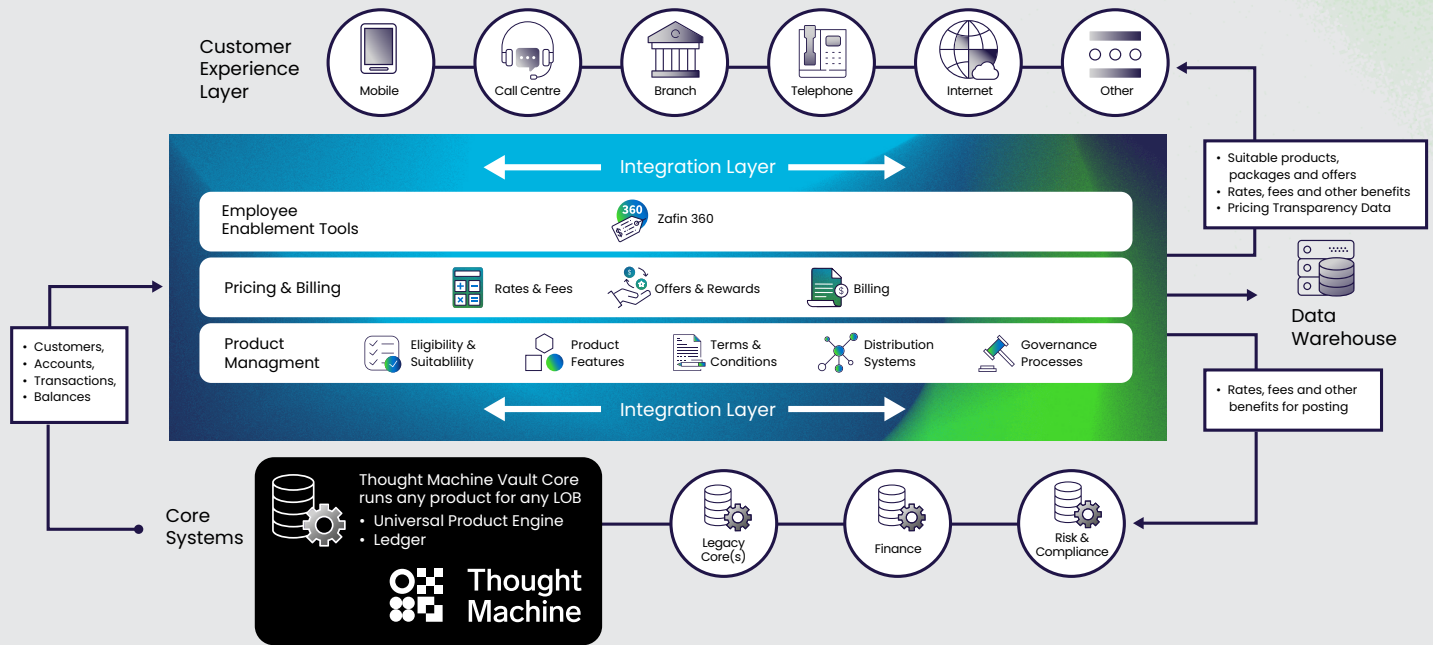 Customer
Experience
Layer
Mobile
Call Centre
Branch
Telephone
Internet
Other
Integration Layer
Employee
Enablement Tools
360
$
Zafin 360
Pricing & Billing
Rates & Fees
$
Offers & Rewards
$
Billing
Product
Managment
Eligibility &
Suitablility
Product
Features
Terms &
Conditions
Distribution
Systems
Governance
Processes
Integration Layer
• Suitable products,
packages and offers
• Rates, fees and other benefits
• Pricing Transparency Data
Data
Warehouse
• Rates, fees and other
benefits for posting
• Customers,
• Accounts,
• Transactions,
• Balances
Core
Systems
Thought Machine Vault Core
runs any product for any LOB
• Universal Product Engine
• Ledger
Thought
Machine
Legacy
Core(s)
Finance
Risk &
Compliance